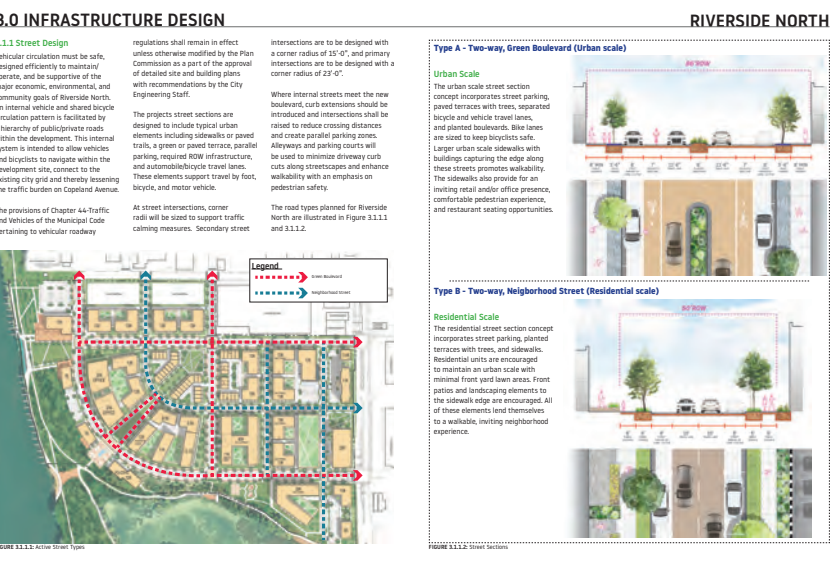 3.0 INFRASTRUCTURE DESIGN
RIVERSIDE NORTH
.1.1 Street Design
ehicular circulation must be safe,
esigned efficiently to maintain/
perate, and be supportive of the
major economic, environmental, and
ommunity goals of Riverside North.
n internal vehicle and shared bicycle
irculation pattern is facilitated by
hierarchy of public/private roads
ithin the development. This internal
ystem is intended to allow vehicles
nd bicyclists to navigate within the
evelopment site, connect to the
xisting city grid and thereby lessening
he traffic burden on Copeland Avenue.
he provisions of Chapter 44-Traffic
nd Vehicles of the Municipal Code
ertaining to vehicular roadway
regulations shall remain in effect
unless otherwise modified by the Plan
Commission as a part of the approval
of detailed site and building plans
with recommendations by the City
Engineering Staff.
The projects street sections are
designed to include typical urban
elements including sidewalks or paved
trails, a green or paved terrace, parallel
parking, required ROW infrastructure,
and automobile/bicycle travel lanes.
These elements support travel by foot,
bicycle, and motor vehicle.
At street intersections, corner
radii will be sized to support traffic
calming measures.  Secondary street
intersections are to be designed with
a corner radius of 15'-0", and primary
intersections are to be designed with a
corner radius of 23'-0".
Where internal streets meet the new
boulevard, curb extensions should be
introduced and intersections shall be
raised to reduce crossing distances
and create parallel parking zones.
Alleyways and parking courts will
be used to minimize driveway curb
cuts along streetscapes and enhance
walkability with an emphasis on
pedestrian safety.
The road types planned for Riverside
North are illustrated in Figure 3.1.1.1
and 3.1.1.2.
Legend
Green Boulevard
Neighborhood Street
GURE 3.1.1.1: Active Street Types
Type A - Two-way, Green Boulevard (Urban scale)
Urban Scale
The urban scale street section
concept incorporates street parking,
paved terraces with trees, separated
bicycle and vehicle travel lanes,
and planted boulevards. Bike lanes
are sized to keep bicyclists safe.
Larger urban scale sidewalks with
buildings capturing the edge along
these streets promotes walkability.
The sidewalks also provide for an
inviting retail and/or office presence,
comfortable pedestrian experience,
and restaurant seating opportunities.
Type B - Two-way, Neigborhood Street (Residential scale)
Residential Scale
The residential street section concept
incorporates street parking, planted
terraces with trees, and sidewalks.
Residential units are encouraged
to maintain an urban scale with
minimal front yard lawn areas. Front
patios and landscaping elements to
the sidewalk edge are encouraged. All
of these elements lend themselves
to a walkable, inviting neighborhood
experience.
FIGURE 3.1.1.2: Street Sections